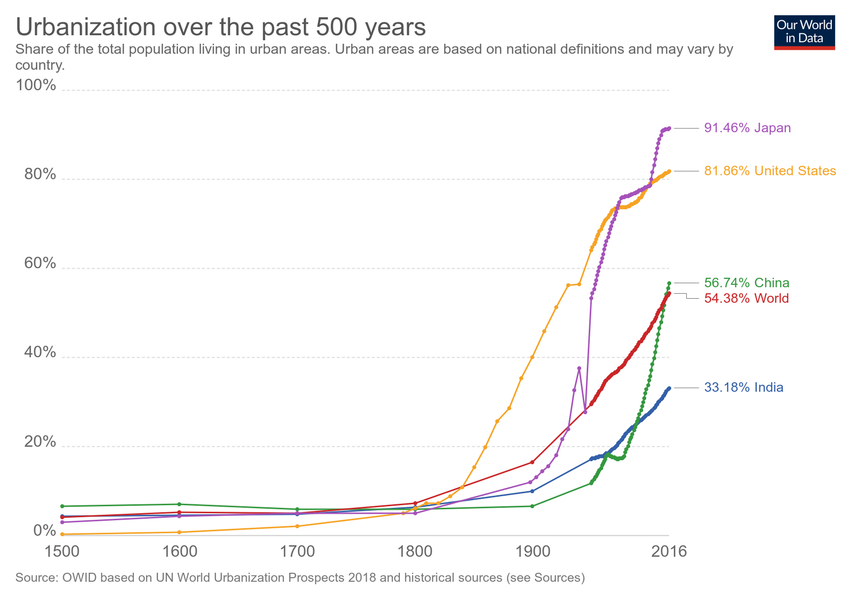 Urbanization over the past 500 years
Our World
in Data
Share of the total population living in urban areas. Urban areas are based on national definitions and may vary by
country.
100%
80%
60%
40%
20%
0%
91.46% Japan
81.86% United States
56.74% China
54.38% World
33.18% India
1500
1600
1700
1800
1900
2016
Source: OWID based on UN World Urbanization Prospects 2018 and historical sources (see Sources)